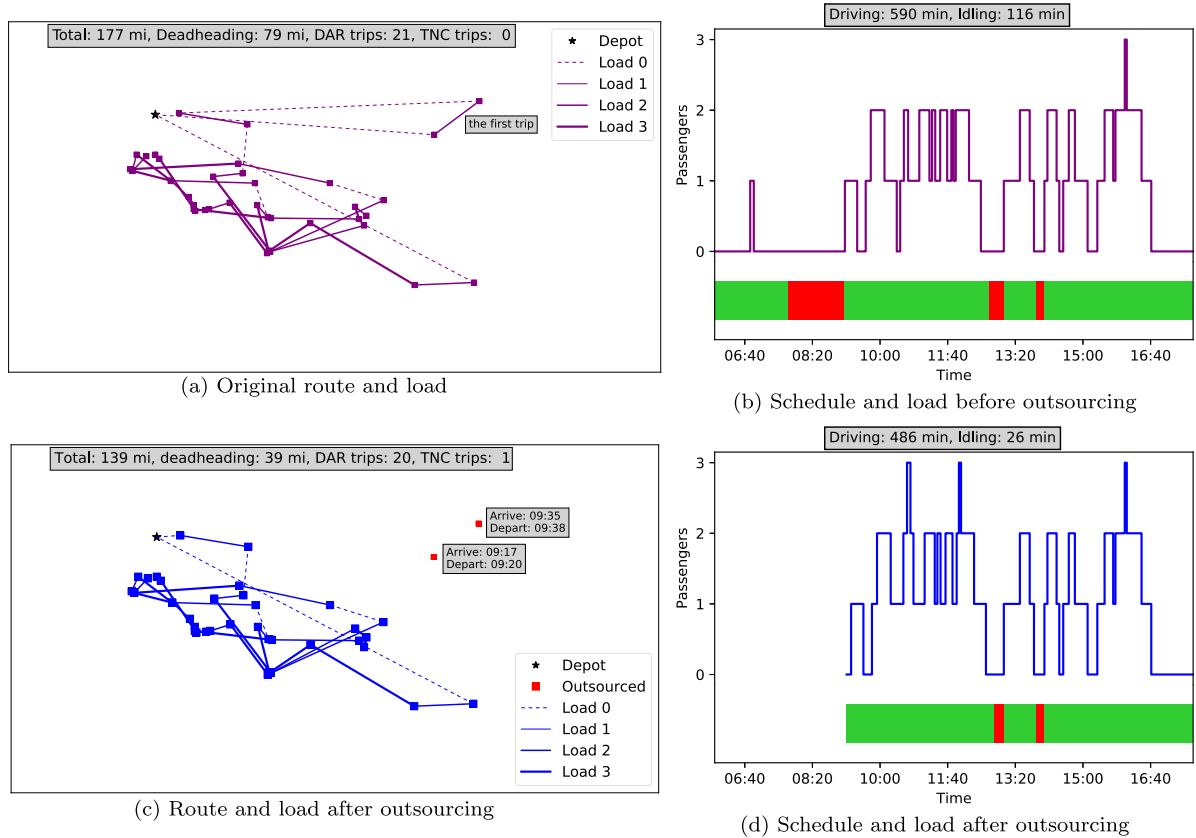 Total: 177 mi, Deadheading: 79 mi, DAR trips: 21, TNC trips: 0
Depot
Load 0
Load 1
Load 2
Load 3
the first trip
(a) Original route and load
Driving: 590 min, Idling: 116 min
3
2
1
0
Passengers
06:40
08:20
10:00
11:40
13:20
15:00
16:40
Time
(b) Schedule and load before outsourcing
Total: 139 mi, deadheading: 39 mi, DAR trips: 20, TNC trips: 1
Arrive: 09:35
Depart: 09:38
Arrive: 09:17
Depart: 09:20
Depot
Outsourced
Load 0
Load 1
Load 2
Load 3
(c) Route and load after outsourcing
Driving: 486 min, Idling: 26 min
3
2
1
0
Passengers
06:40
08:20
10:00
11:40
13:20
15:00
16:40
Time
(d) Schedule and load after outsourcing